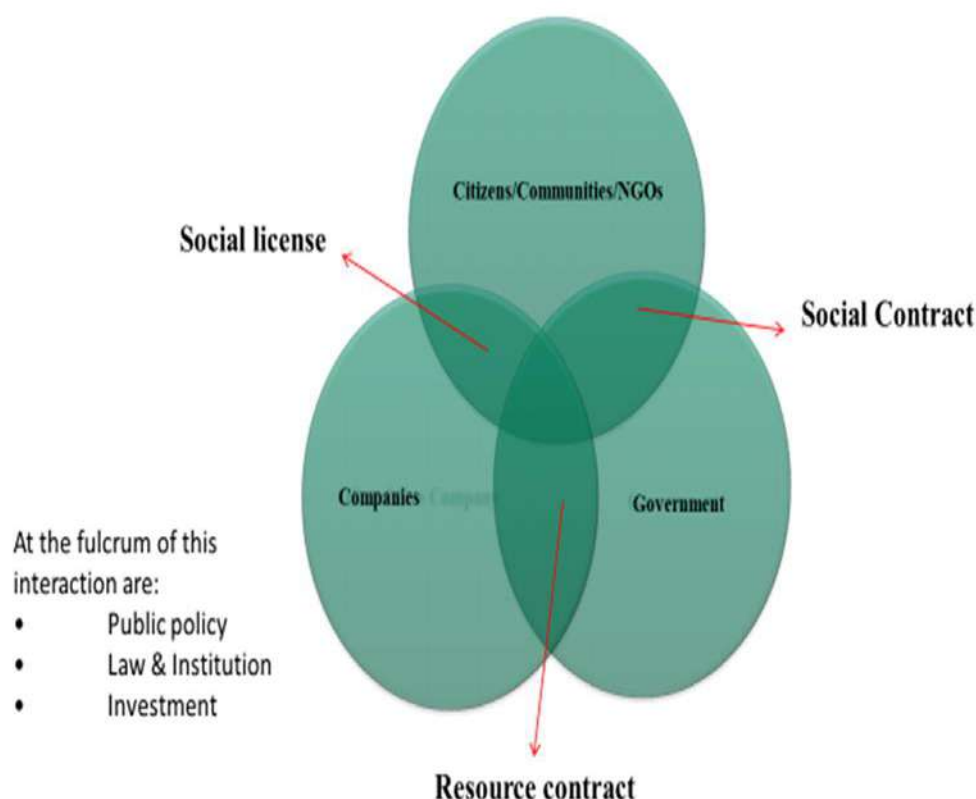 Citizens/Communities/NGOs
Social license
Social Contract
Companies
Company
Government
At the fulcrum of this
interaction are:
• Public policy
• Law & Institution
• Investment
Resource contract